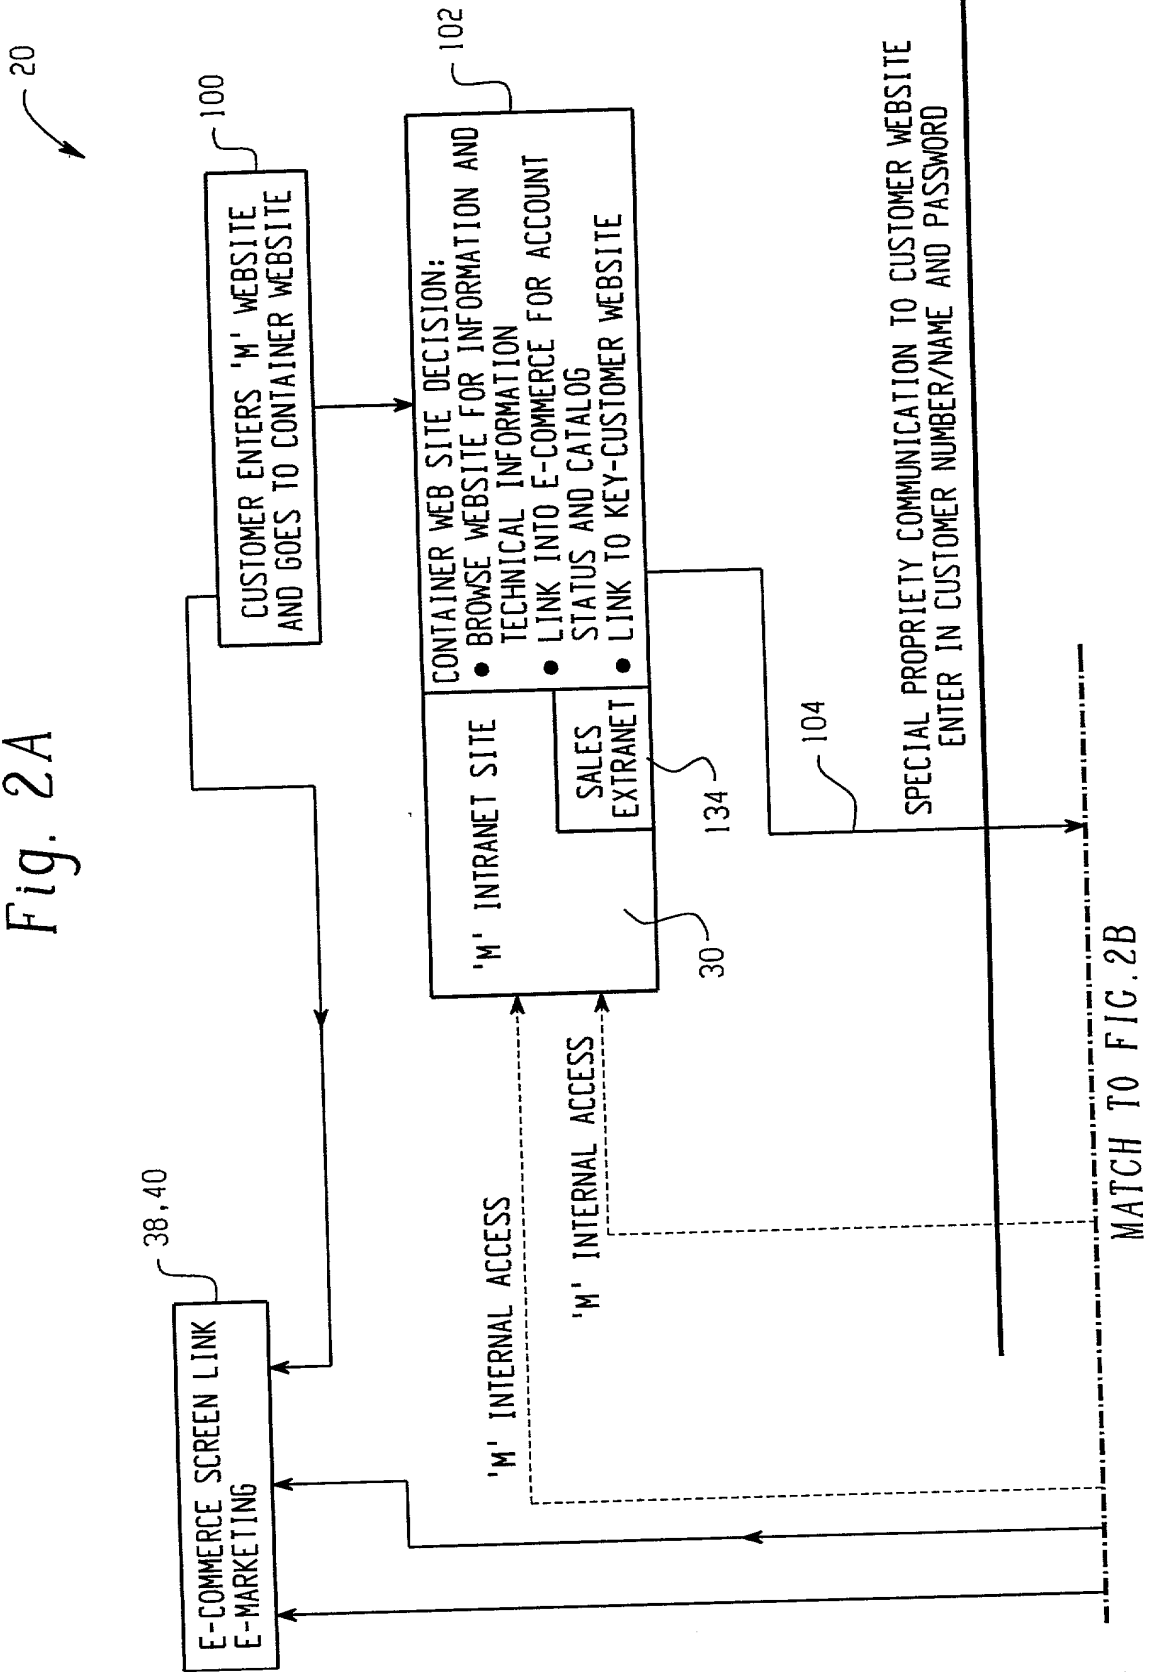 Fig. 2A
20
100
CUSTOMER ENTERS 'M' WEBSITE
AND GOES TO CONTAINER WEBSITE
38,40
E-COMMERCE SCREEN LINK
E-MARKETING
102
CONTAINER WEB SITE DECISION:
● BROWSE WEBSITE FOR INFORMATION AND
TECHNICAL INFORMATION
● LINK INTO E-COMMERCE FOR ACCOUNT
STATUS AND CATALOG
● LINK TO KEY-CUSTOMER WEBSITE
'M' INTRANET SITE
SALES
EXTRANET
134
30
'M' INTERNAL ACCESS
'M' INTERNAL ACCESS
104
SPECIAL PROPRIETY COMMUNICATION TO CUSTOMER WEBSITE
ENTER IN CUSTOMER NUMBER/NAME AND PASSWORD
MATCH TO FIG.2B